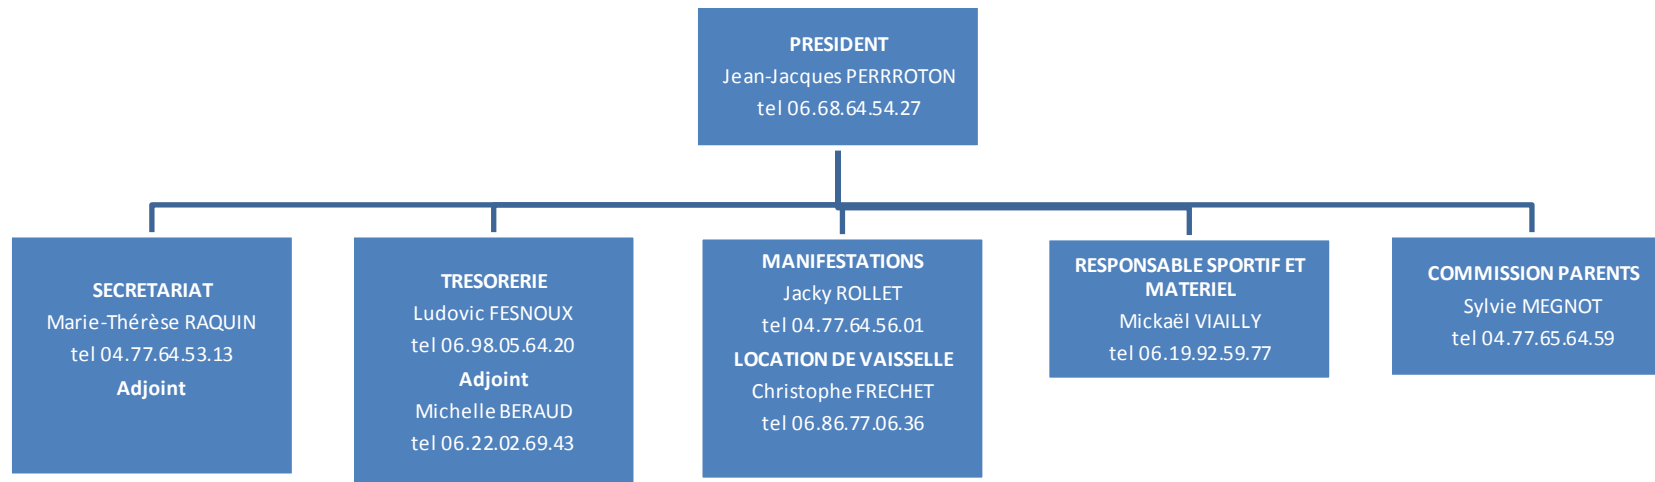 PRESIDENT
Jean-Jacques PERRROTON
tel 06.68.64.54.27
SECRETARIAT
Marie-Thérèse RAQUIN
tel 04.77.64.53.13
Adjoint
TRESORERIE
Ludovic FESNOUX
tel 06.98.05.64.20
Adjoint
Michelle BERAUD
tel 06.22.02.69.43
MANIFESTATIONS
Jacky ROLLET
tel 04.77.64.56.01
LOCATION DE VAISSELLE
Christophe FRECHET
tel 06.86.77.06.36
RESPONSABLE SPORTIF ET
MATERIEL
Mickaël VIAILLY
tel 06.19.92.59.77
COMMISSION PARENTS
Sylvie MEGNOT
tel 04.77.65.64.59